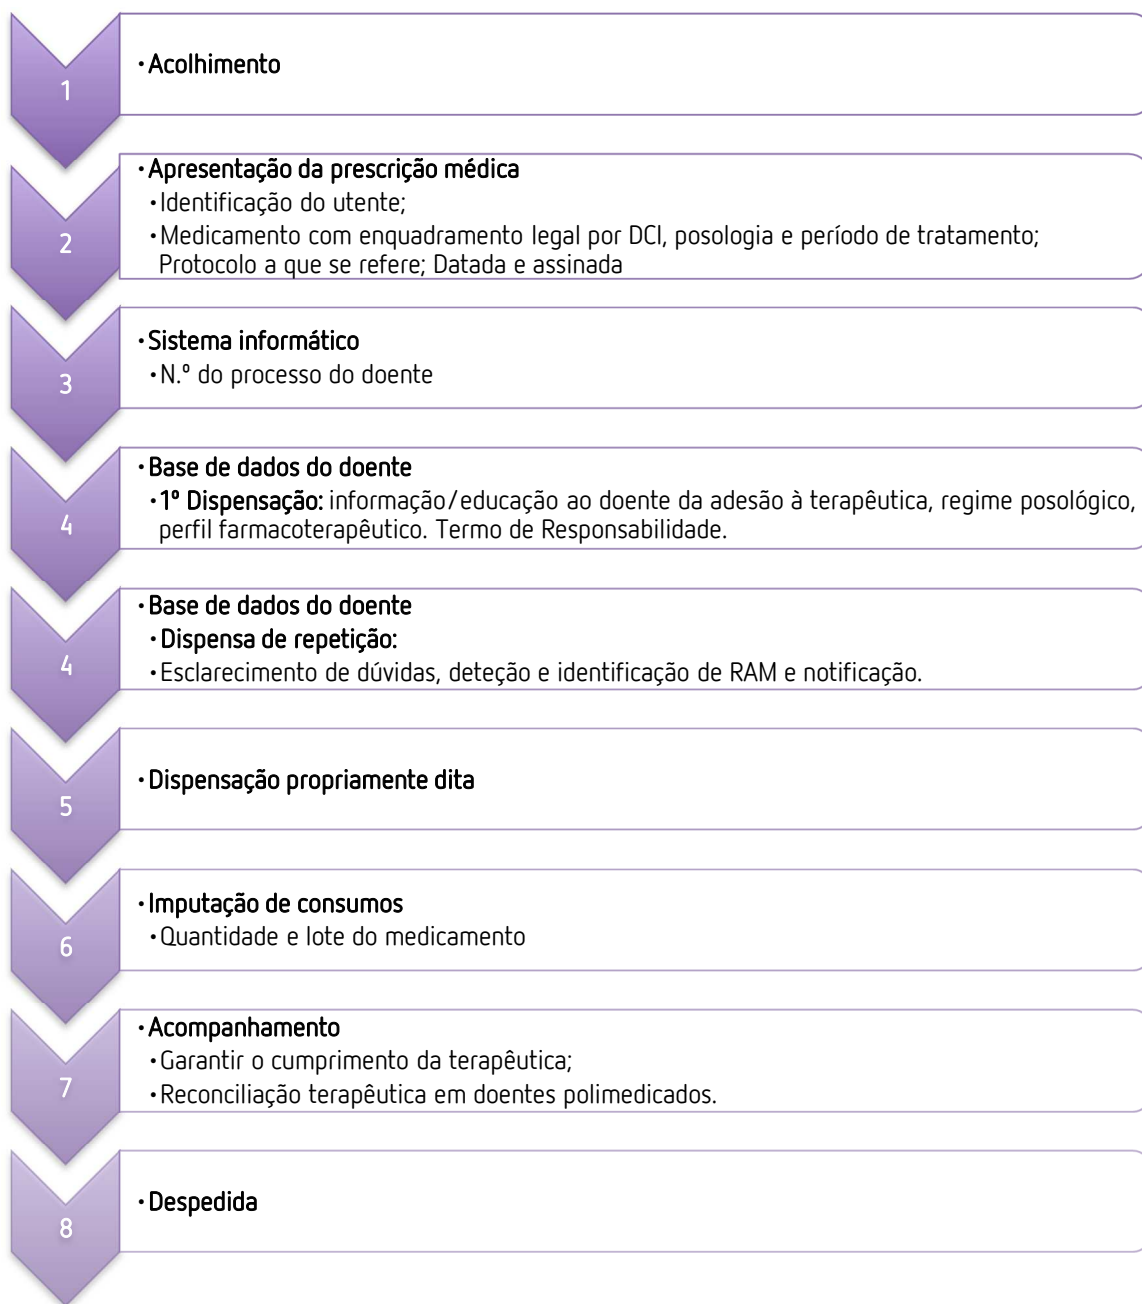 1
·Acolhimento
2
·Apresentação da prescrição médica
·Identificação do utente;
·Medicamento com enquadramento legal por DCI, posologia e período de tratamento;
Protocolo a que se refere; Datada e assinada
3
·Sistema informático
·N.º do processo do doente
4
·Base de dados do doente
·1º Dispensação: informação/educação ao doente da adesão à terapêutica, regime posológico,
perfil farmacoterapêutico. Termo de Responsabilidade.
4
·Base de dados do doente
·Dispensa de repetição:
·Esclarecimento de dúvidas, deteção e identificação de RAM e notificação.
5
·Dispensação propriamente dita
6
·Imputação de consumos
·Quantidade e lote do medicamento
7
·Acompanhamento
·Garantir o cumprimento da terapêutica;
·Reconciliação terapêutica em doentes polimedicados.
8
·Despedida